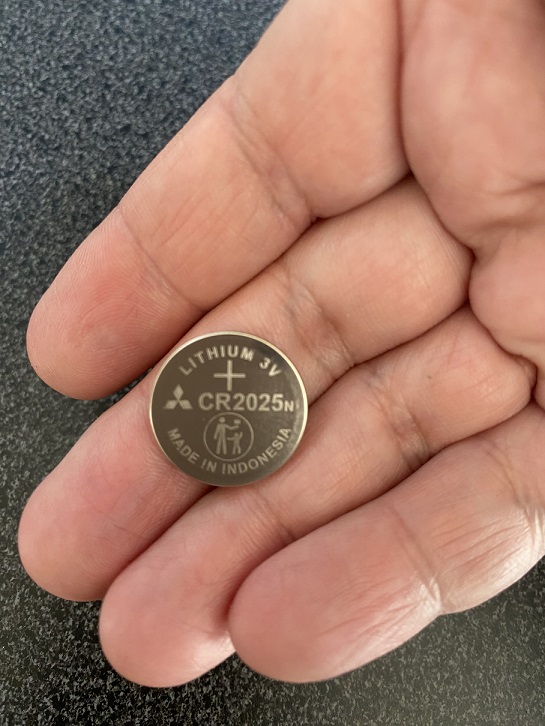 LITHIUM 3V
+
CR2025N
MADE IN INDONESIA